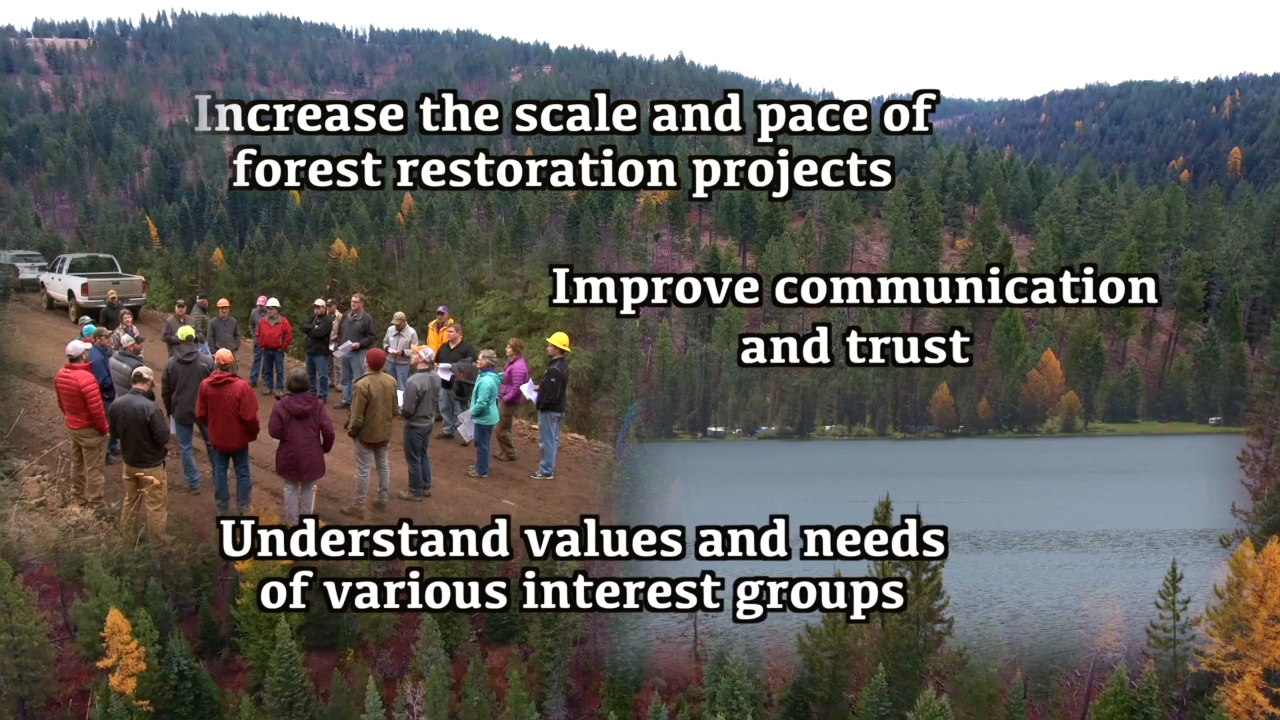 Increase the scale and pace of
forest restoration projects
Improve communication
and trust
Understand values and needs
of various interest groups